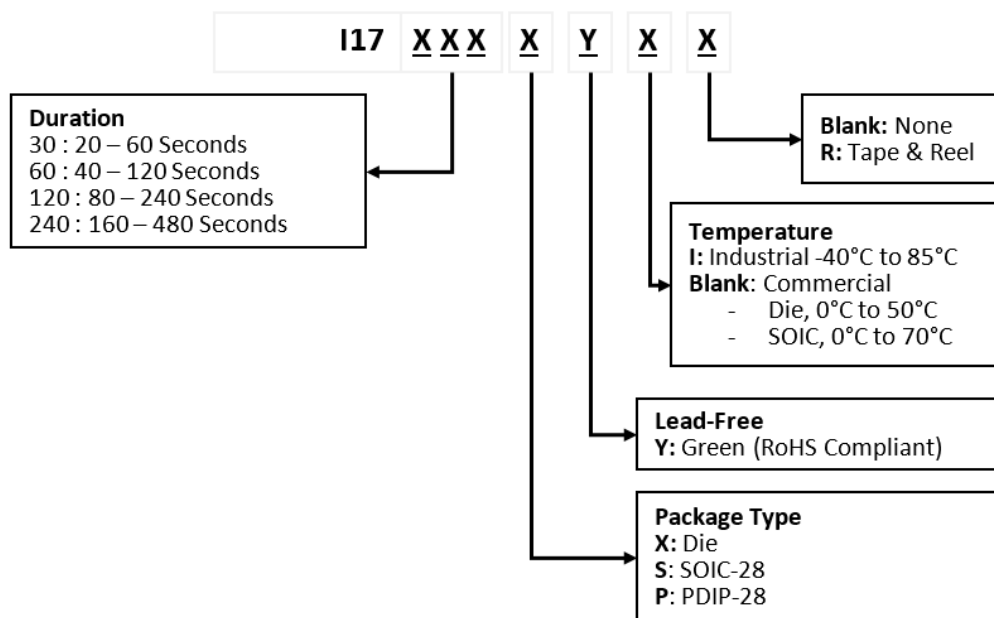 I17 X X X X Y X X
Duration
30 : 20 – 60 Seconds
60 : 40 – 120 Seconds
120 : 80 – 240 Seconds
240 : 160 – 480 Seconds
Blank: None
R: Tape & Reel
Temperature
I: Industrial -40°C to 85°C
Blank: Commercial
- Die, 0°C to 50°C
- SOIC, 0°C to 70°C
Lead-Free
Y: Green (RoHS Compliant)
Package Type
X: Die
S: SOIC-28
P: PDIP-28